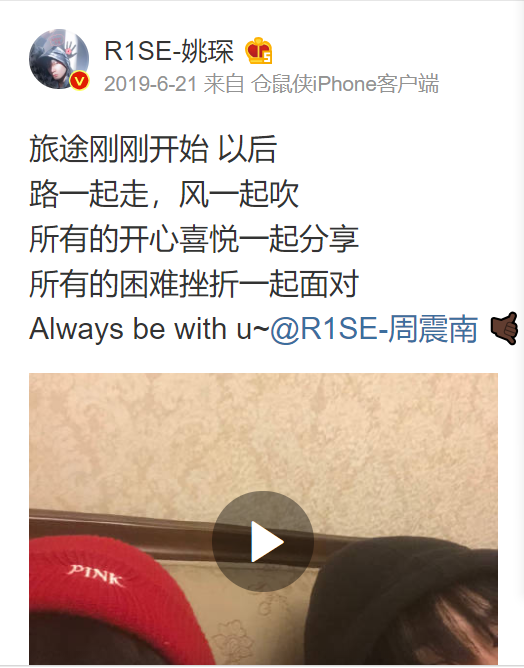 R1SE-姚琛
2019-6-21 来自 仓鼠侠iPhone客户端
旅途刚刚开始 以后
路一起走，风一起吹
所有的开心喜悦一起分享
所有的困难挫折一起面对
Always be with u~@R1SE-周震南
PINK